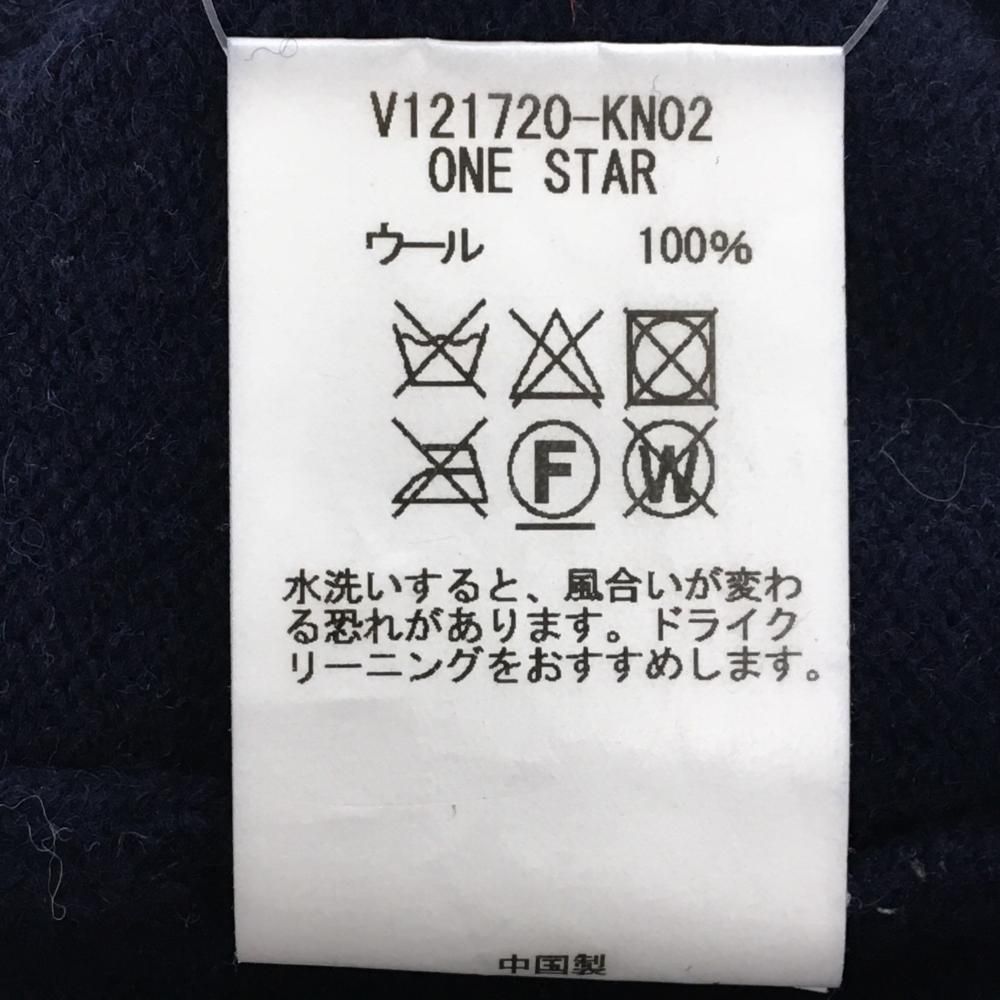 V121720-KN02
ONE STAR
ウール 100%
F W
水洗いすると、風合いが変わ
る恐れがあります。ドライク
リーニングをおすすめします。
中国製